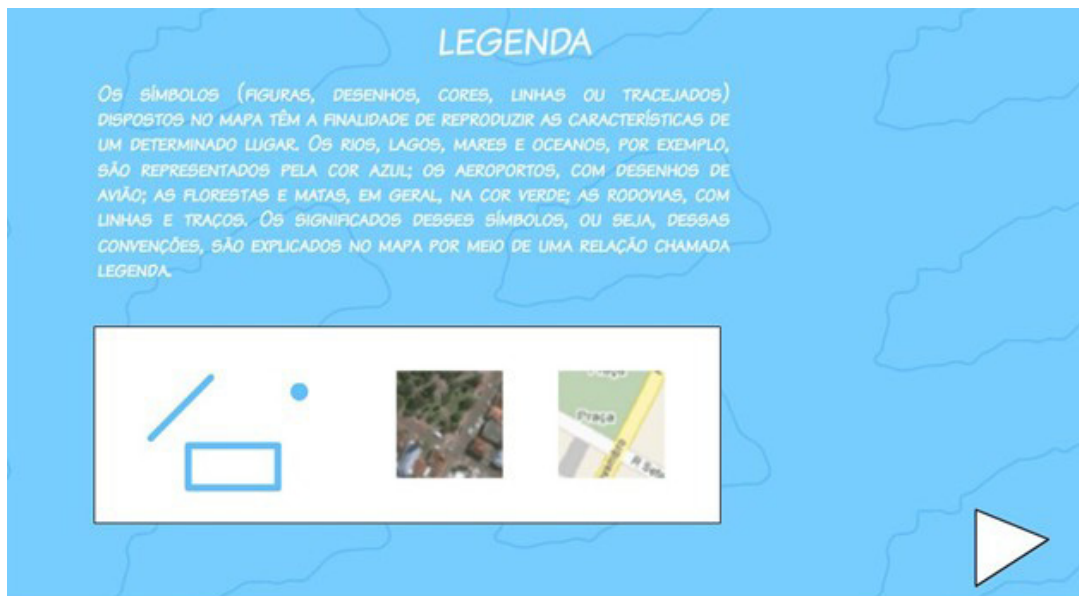 LEGENDA
OS SÍMBOLOS (FIGURAS, DESENHOS, CORES, LINHAS OU TRACEJADOS)
DISPOSTOS NO MAPA TÊM A FINALIDADE DE REPRODUZIR AS CARACTERÍSTICAS DE
UM DETERMINADO LUGAR. OS RIOS, LAGOS, MARES E OCEANOS, POR EXEMPLO,
SÃO REPRESENTADOS PELA COR AZUL; OS AEROPORTOS, COM DESENHOS DE
AVIÃO; AS FLORESTAS E MATAS, EM GERAL, NA COR VERDE; AS RODOVIAS, COM
LINHAS E TRAÇOS. OS SIGNIFICADOS DESSES SÍMBOLOS, OU SEJA, DESSAS
CONVENÇÕES, SÃO EXPLICADOS NO MAPA POR MEIO DE UMA RELAÇÃO CHAMADA
LEGENDA.
Praça
vembro
R Sete